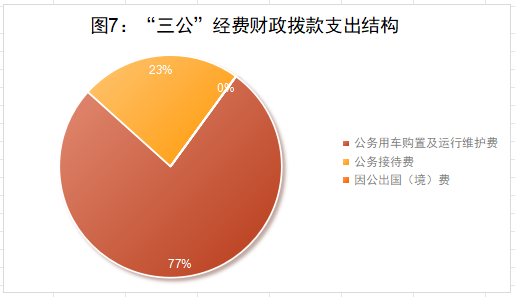 图7：“三公”经费财政拨款支出结构
23%
0%
77%
公务用车购置及运行维护费
公务接待费
因公出国（境）费